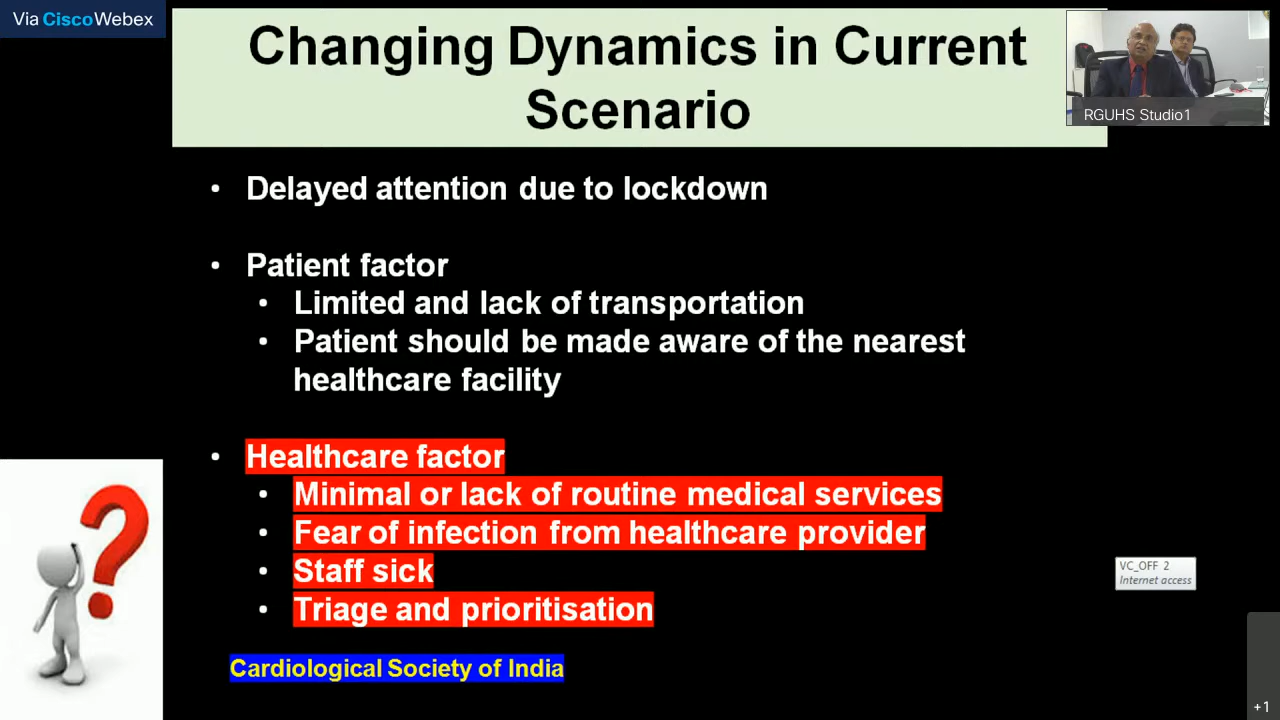 Via CiscoWebex
Changing Dynamics in Current
Scenario
RGUHS Studio1
• Delayed attention due to lockdown
• Patient factor
• Limited and lack of transportation
• Patient should be made aware of the nearest
healthcare facility
• Healthcare factor
• Minimal or lack of routine medical services
• Fear of infection from healthcare provider
• Staff sick
• Triage and prioritisation
VC_OFF 2
Internet access
Cardiological Society of India
+1